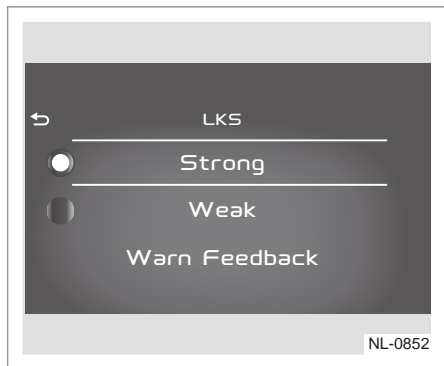 LKS
Strong
Weak
Warn Feedback
NL-0852